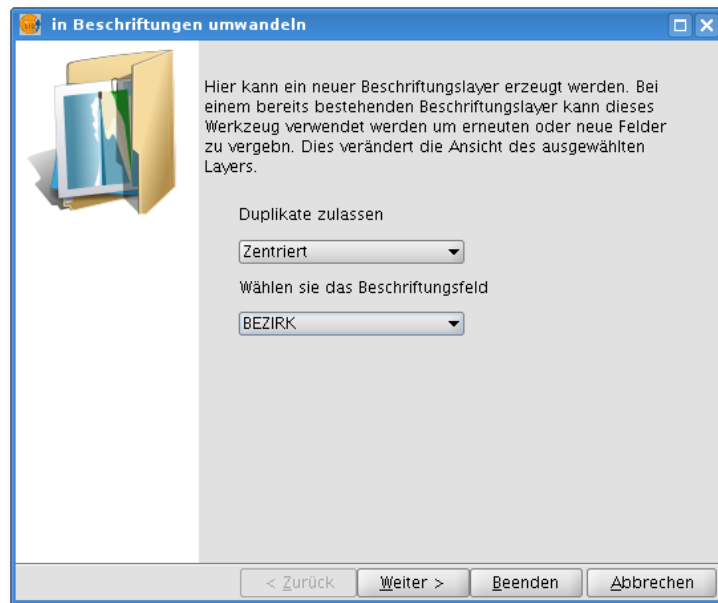 in Beschriftungen umwandeln
Hier kann ein neuer Beschriftungslayer erzeugt werden. Bei
einem bereits bestehenden Beschriftungslayer kann dieses
Werkzeug verwendet werden um erneuten oder neue Felder
zu vergebn. Dies verändert die Ansicht des ausgewählten
Layers.
Duplikate zulassen
Zentriert
Wählen sie das Beschriftungsfeld
BEZIRK
< Zurück Weiter > Beenden Abbrechen